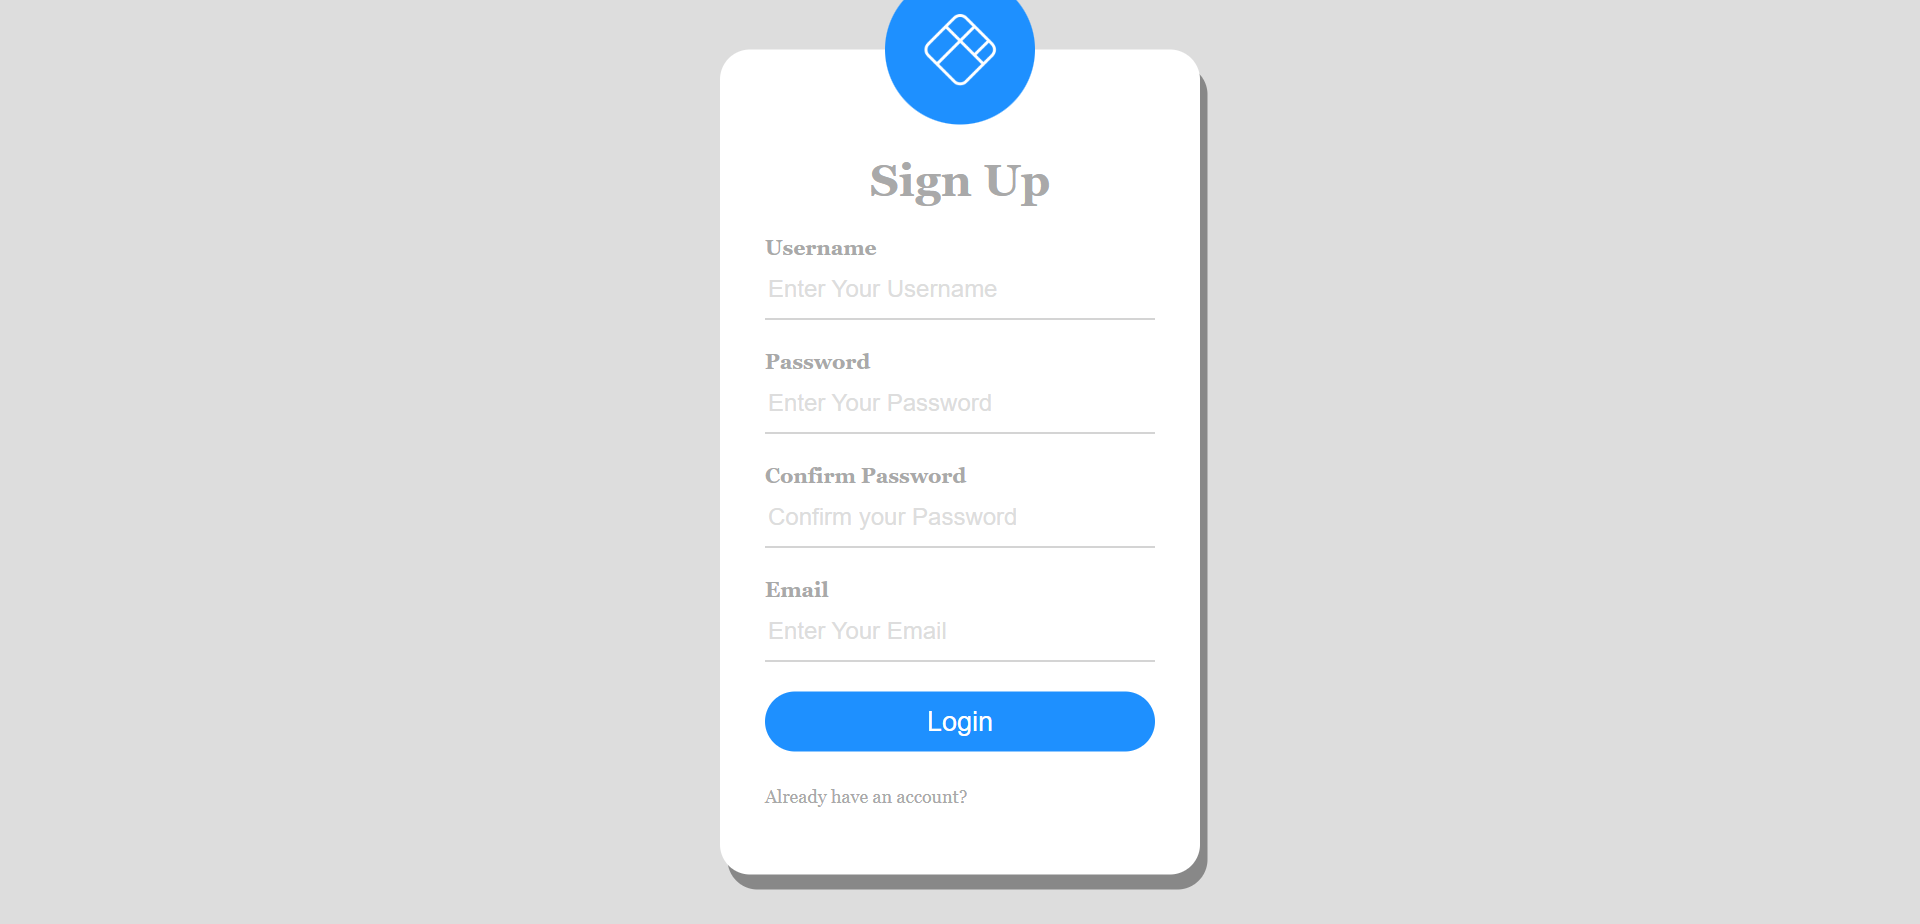 Sign Up
Username
Enter Your Username
Password
Enter Your Password
Confirm Password
Confirm your Password
Email
Enter Your Email
Login
Already have an account?